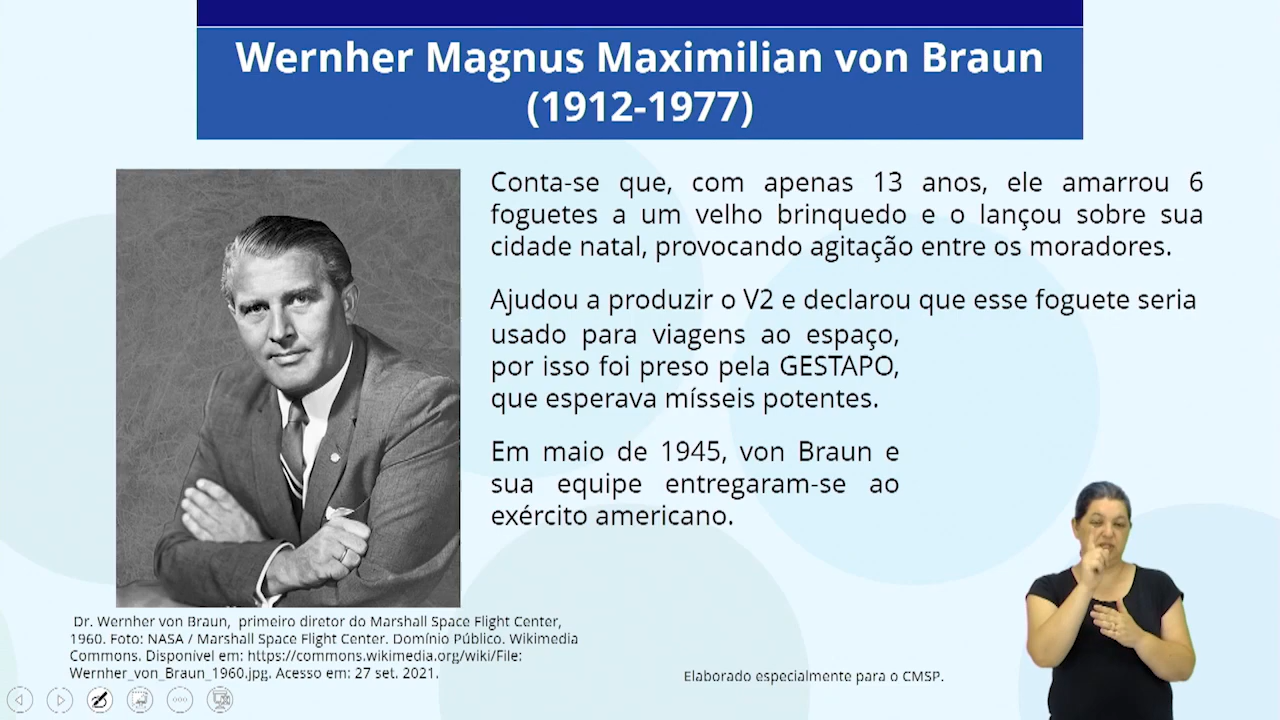 Wernher Magnus Maximilian von Braun
(1912-1977)
Conta-se que, com apenas 13 anos, ele amarrou 6
foguetes a um velho brinquedo e o lançou sobre sua
cidade natal, provocando agitação entre os moradores.
Ajudou a produzir o V2 e declarou que esse foguete seria
usado para viagens ao espaço,
por isso foi preso pela GESTAPO,
que esperava mísseis potentes.
Em maio de 1945, von Braun e
sua equipe entregaram-se ao
exército americano.
Dr. Wernher von Braun, primeiro diretor do Marshall Space Flight Center,
1960. Foto: NASA / Marshall Space Flight Center. Domínio Público. Wikimedia
Commons. Disponível em: https://commons.wikimedia.org/wiki/File:
Wernher_von_Braun_1960.jpg. Acesso em: 27 set. 2021.
Elaborado especialmente para o CMSP.